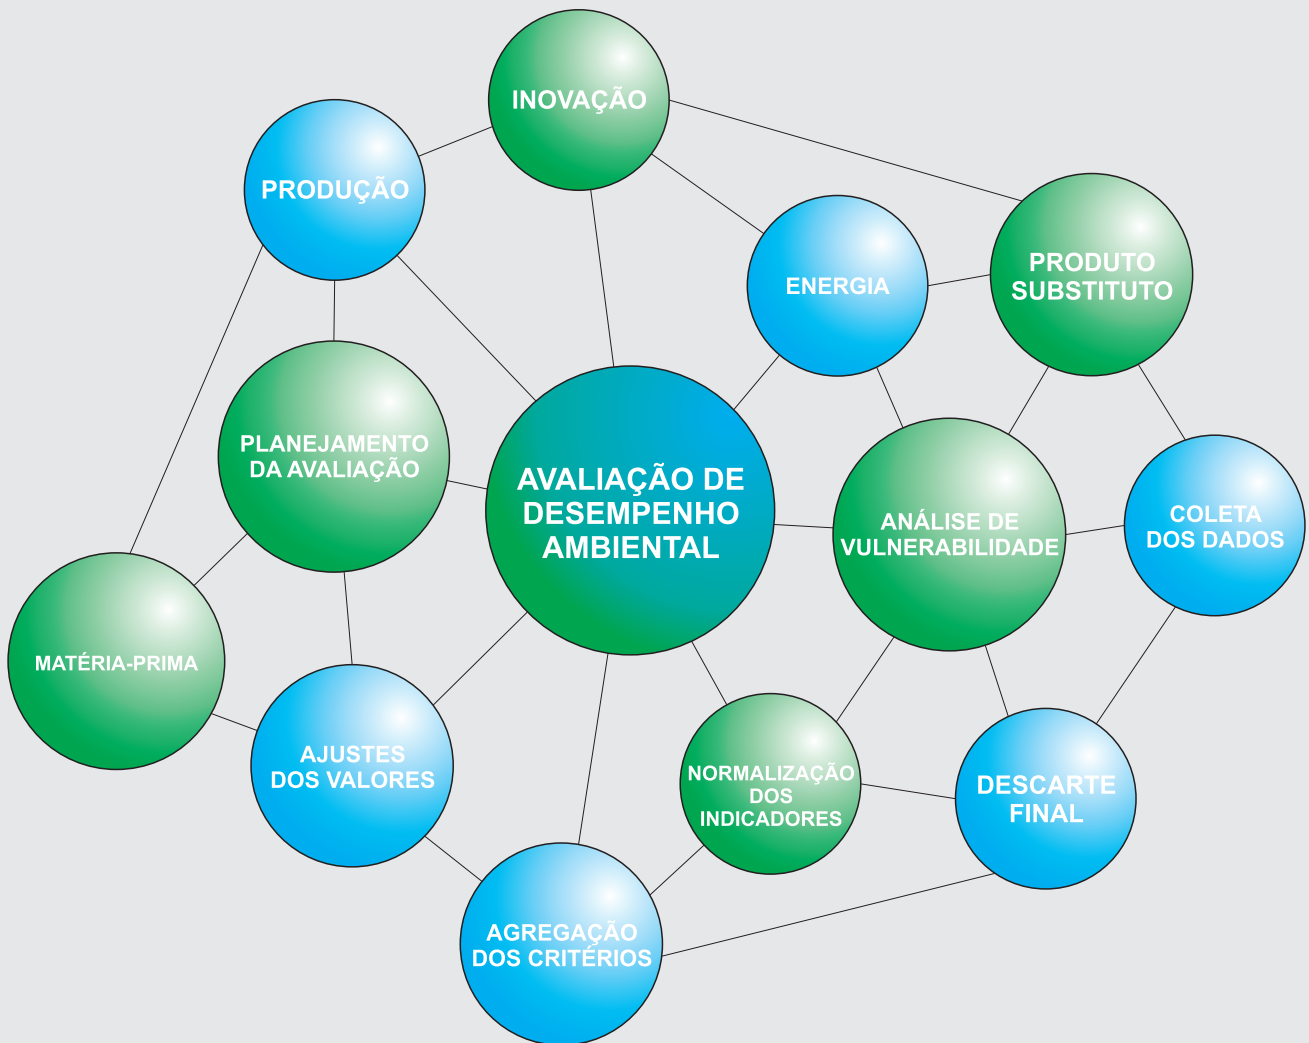 INOVAÇÃO
PRODUÇÃO
ENERGIA
PRODUTO
SUBSTITUTO
PLANEJAMENTO
DA AVALIAÇÃO
AVALIAÇÃO DE
DESEMPENHO
AMBIENTAL
ANÁLISE DE
VULNERABILIDADE
COLETA
DOS DADOS
MATÉRIA-PRIMA
AJUSTES
DOS VALORES
NORMALIZAÇÃO
DOS
INDICADORES
DESCARTE
FINAL
AGREGAÇÃO
DOS CRITÉRIOS